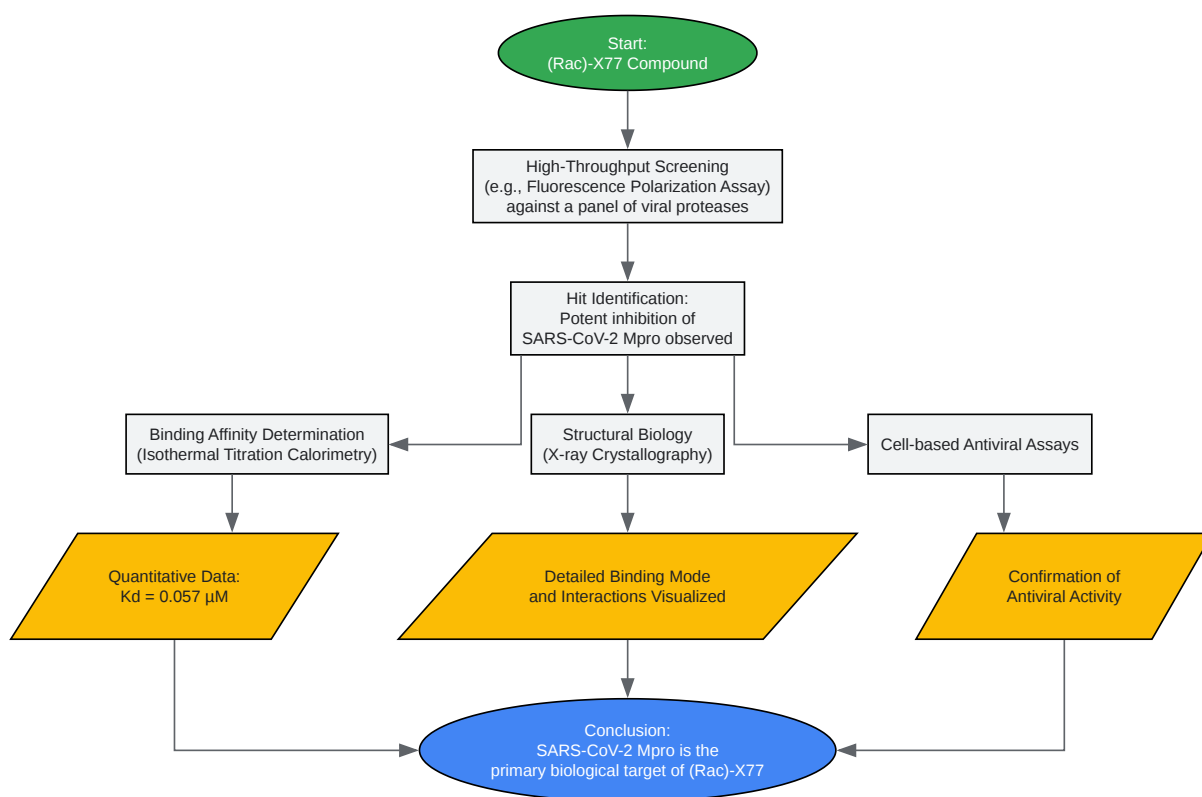 Start:
(Rac)-X77 Compound
High-Throughput Screening
(e.g., Fluorescence Polarization Assay)
against a panel of viral proteases
Hit Identification:
Potent inhibition of
SARS-CoV-2 Mpro observed
Binding Affinity Determination
(Isothermal Titration Calorimetry)
Structural Biology
(X-ray Crystallography)
Cell-based Antiviral Assays
Quantitative Data:
Kd = 0.057 µM
Detailed Binding Mode
and Interactions Visualized
Confirmation of
Antiviral Activity
Conclusion:
SARS-CoV-2 Mpro is the
primary biological target of (Rac)-X77